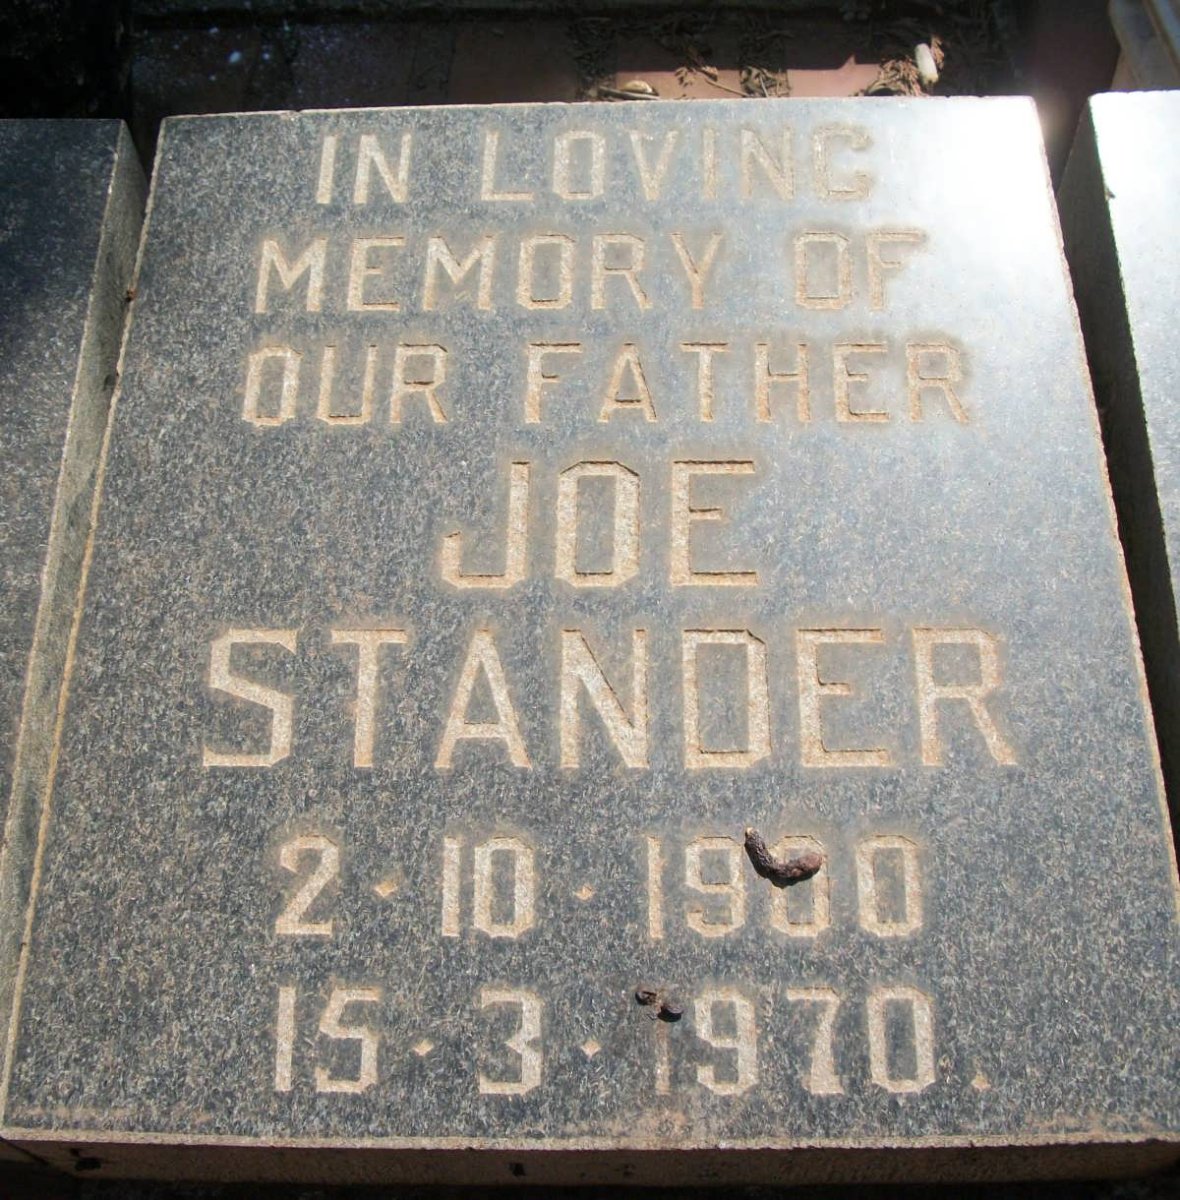 IN LOVING
MEMORY OF
OUR FATHER
JOE
STANDER
2·10·1900
15·3·1970.